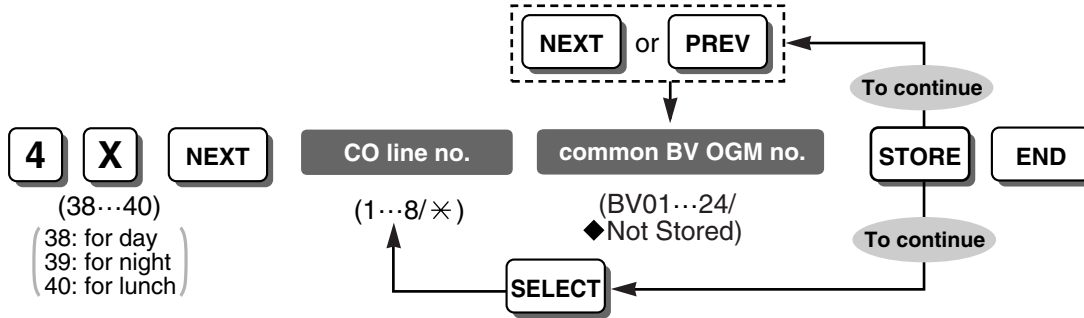 NEXT or PREV
To continue
4 X NEXT CO line no. common BV OGM no. STORE END
(38···40) (1···8/✳) (BV01···24/
◆Not Stored)
38: for day
39: for night
40: for lunch
To continue
SELECT